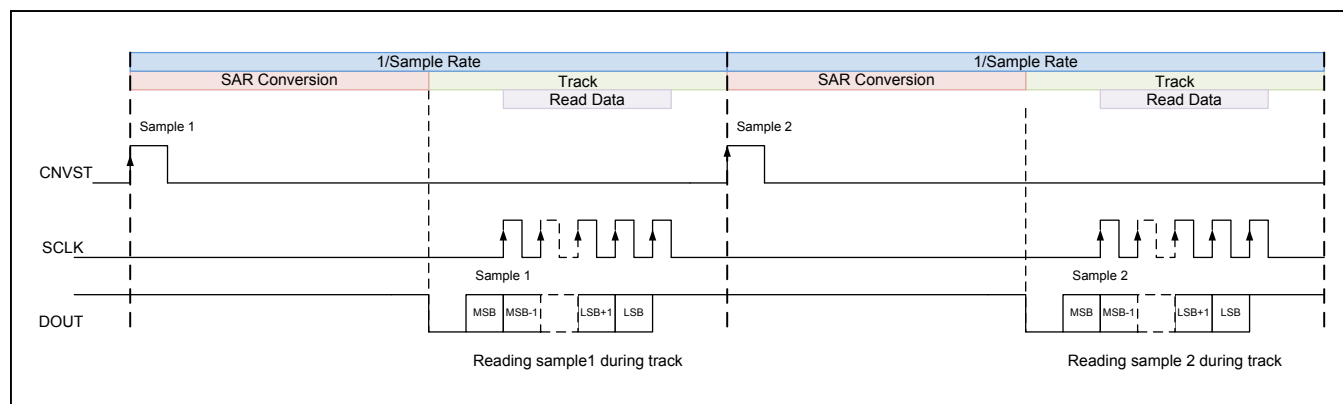 1/Sample Rate 1/Sample Rate
SAR Conversion Track SAR Conversion Track
Read Data Read Data
Sample 1 Sample 2
CNVST
SCLK
Sample 1 Sample 2
MSB MSB-1 LSB+1 LSB MSB MSB-1 LSB+1 LSB
DOUT
Reading sample1 during track Reading sample 2 during track